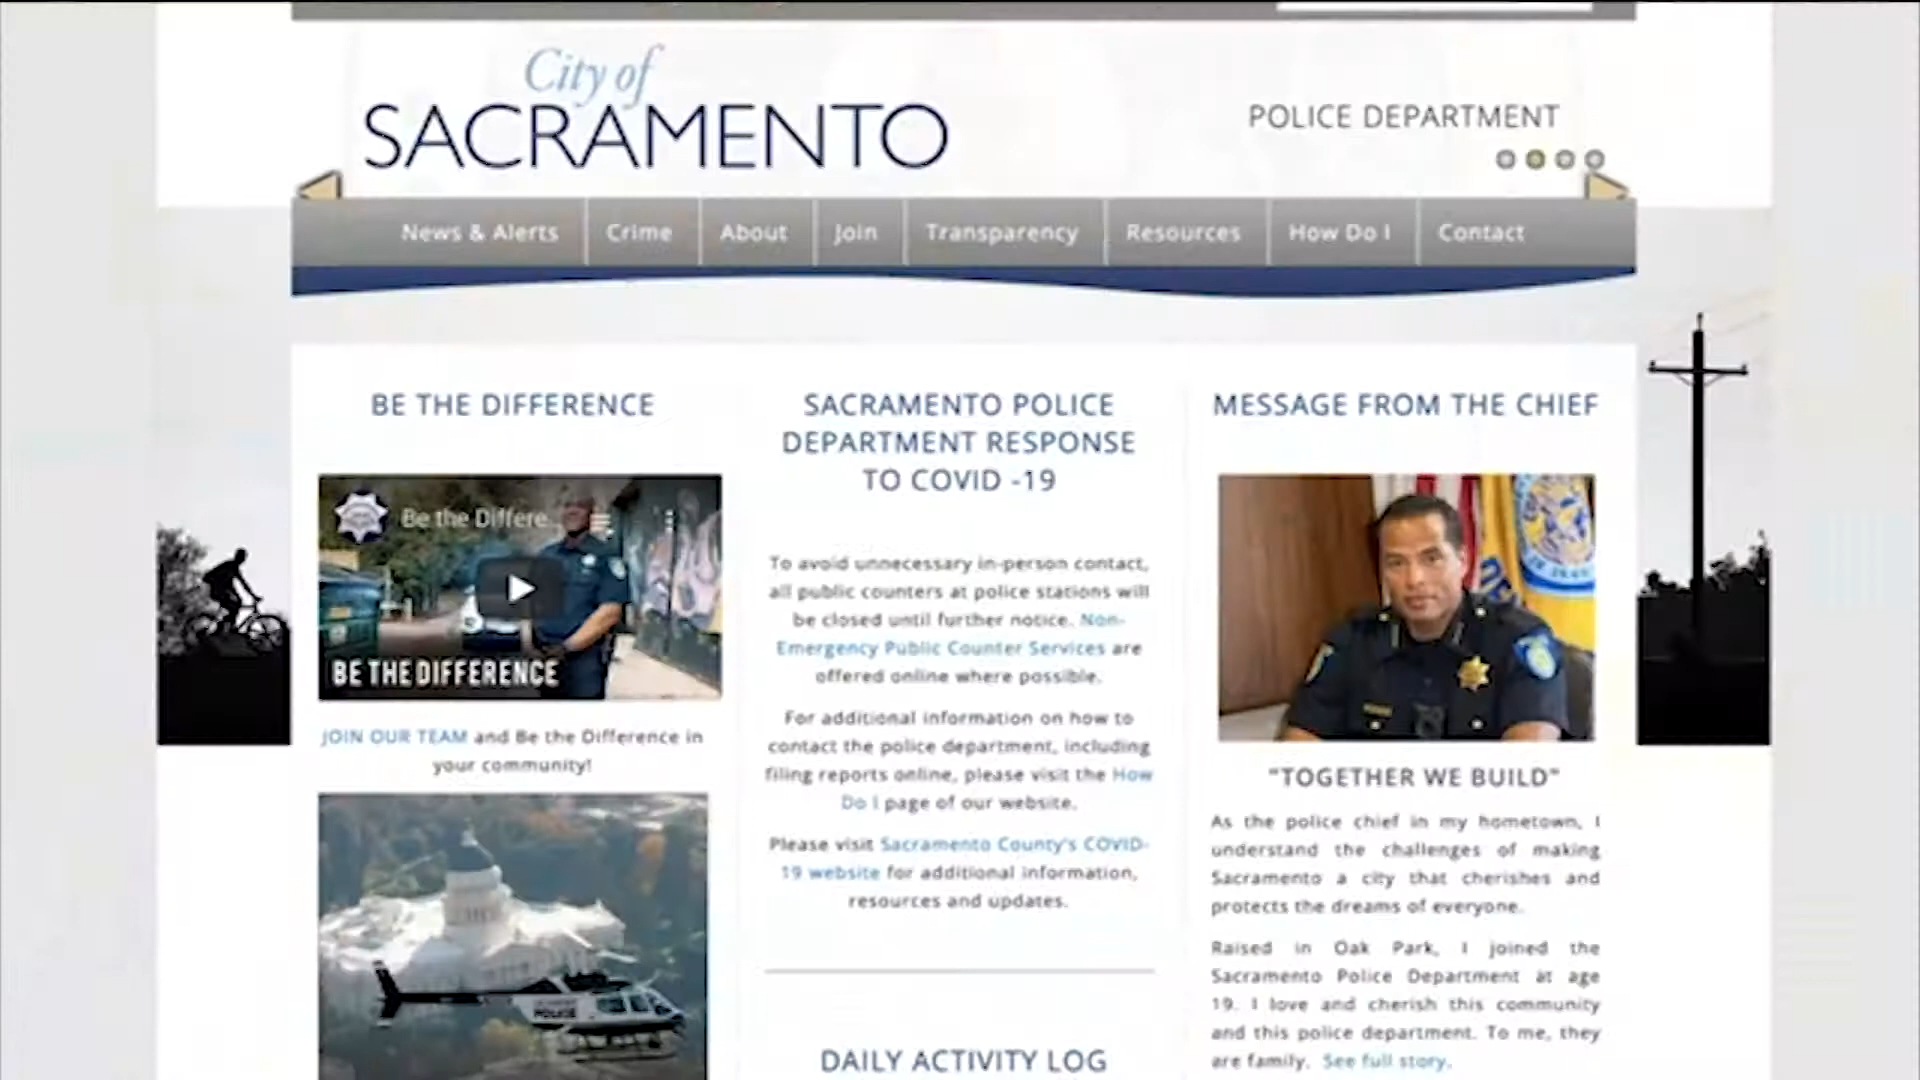 City of
SACRAMENTO
POLICE DEPARTMENT
News & Alerts
Crime
About
Join
Transparency
Resources
How Do I
Contact
BE THE DIFFERENCE
Be the Differe...
BE THE DIFFERENCE
JOIN OUR TEAM and Be the Difference in
your community!
POLICE
SACRAMENTO POLICE
DEPARTMENT RESPONSE
TO COVID -19
To avoid unnecessary in-person contact,
all public counters at police stations will
be closed until further notice. Non-
Emergency Public Counter Services are
offered online where possible.
For additional information on how to
contact the police department, including
filing reports online, please visit the How
Do I page of our website.
Please visit Sacramento County's COVID-
19 website for additional information,
resources and updates.
DAILY ACTIVITY LOG
MESSAGE FROM THE CHIEF
"TOGETHER WE BUILD"
As the police chief in my hometown, I
understand the challenges of making
Sacramento a city that cherishes and
protects the dreams of everyone.
Raised in Oak Park, I joined the
Sacramento Police Department at age
19. I love and cherish this community
and this police department. To me, they
are family. See full story.